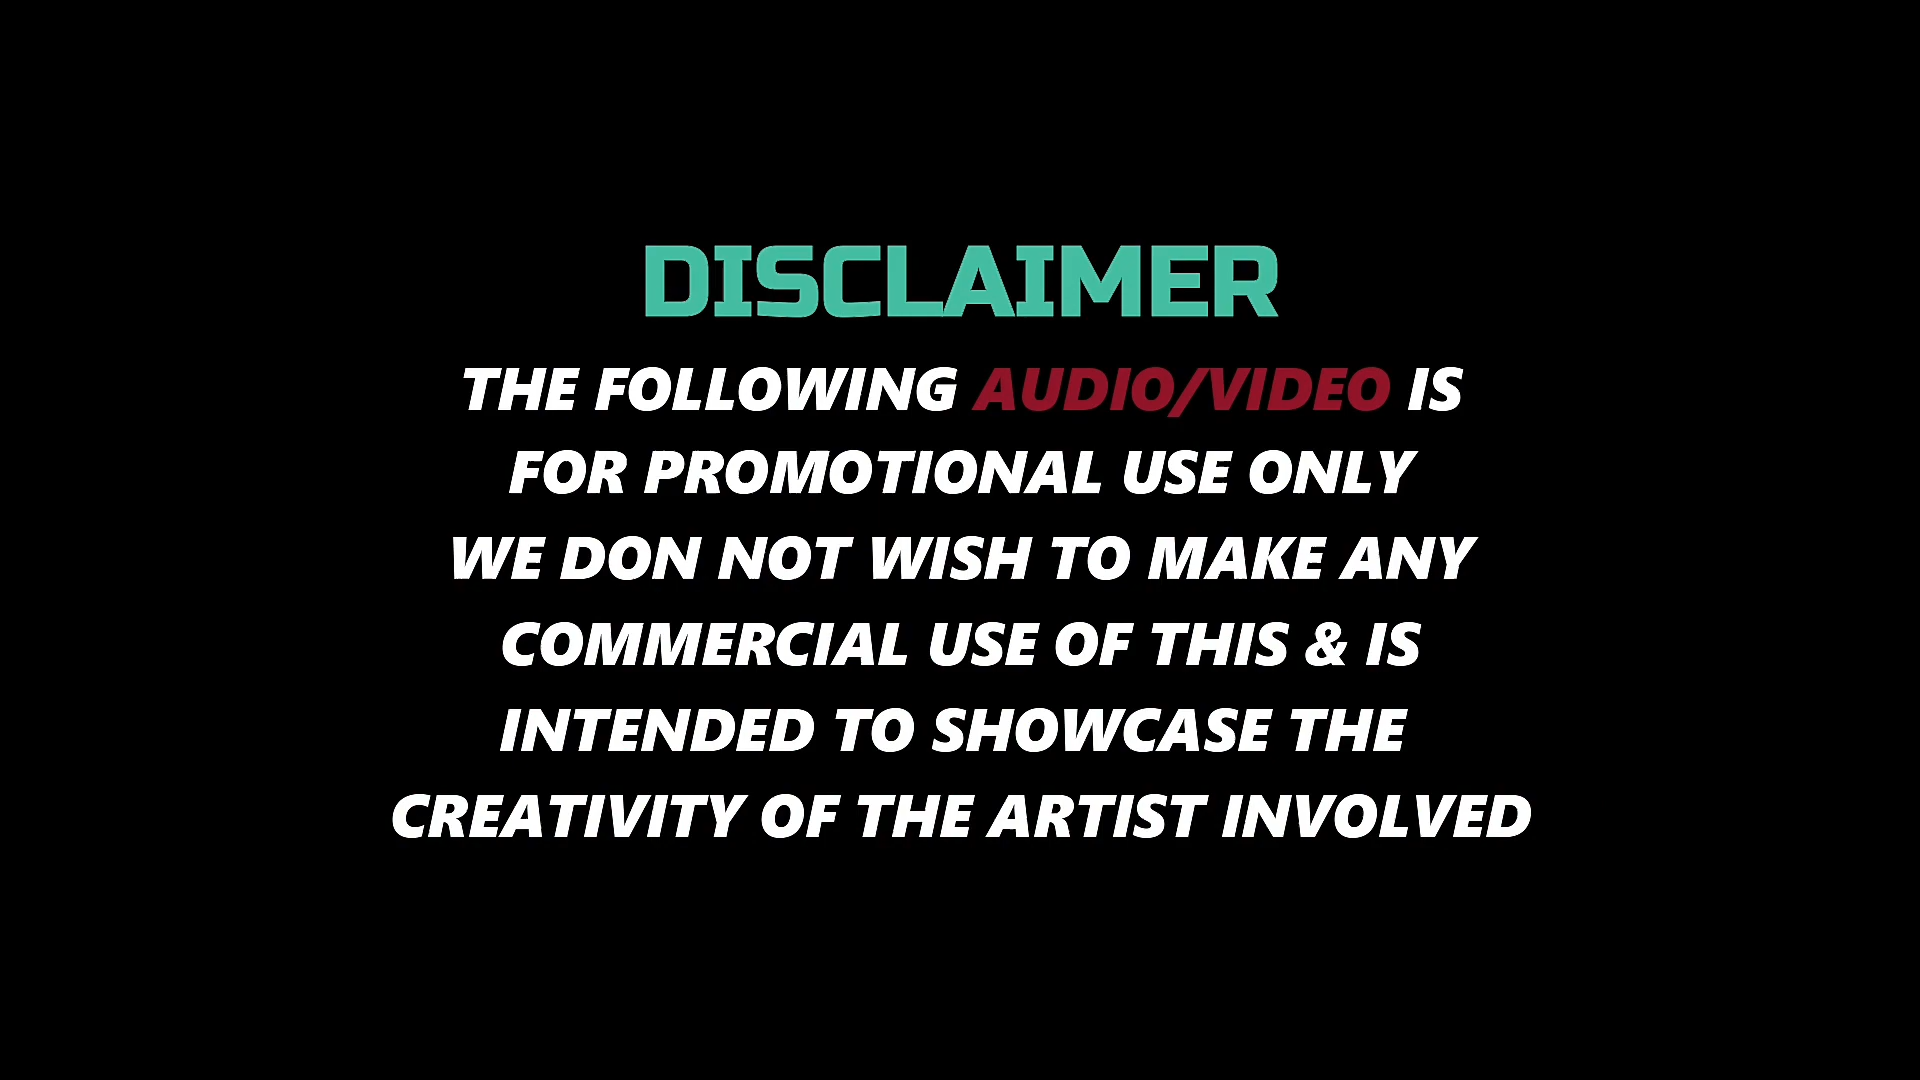 DISCLAIMER
THE FOLLOWING AUDIO/VIDEO IS
FOR PROMOTIONAL USE ONLY
WE DON NOT WISH TO MAKE ANY
COMMERCIAL USE OF THIS & IS
INTENDED TO SHOWCASE THE
CREATIVITY OF THE ARTIST INVOLVED